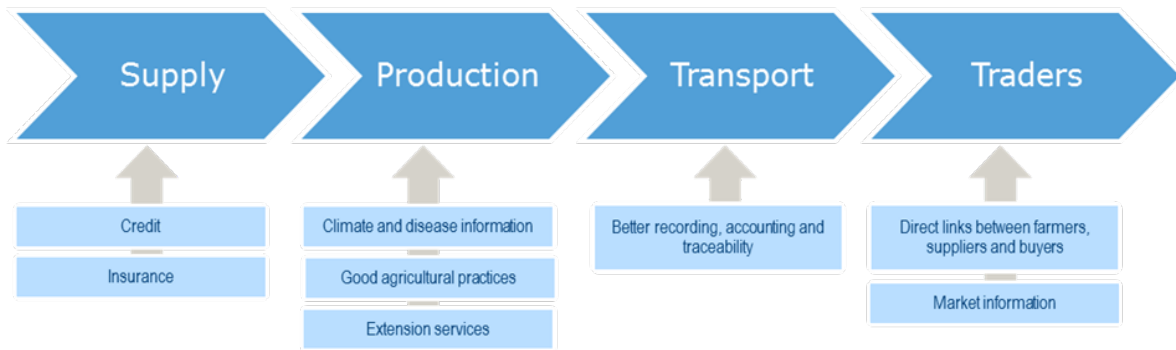 Supply
Production
Transport
Traders
Credit
Insurance
Climate and disease information
Good agricultural practices
Extension services
Better recording, accounting and
traceability
Direct links between farmers,
suppliers and buyers
Market information